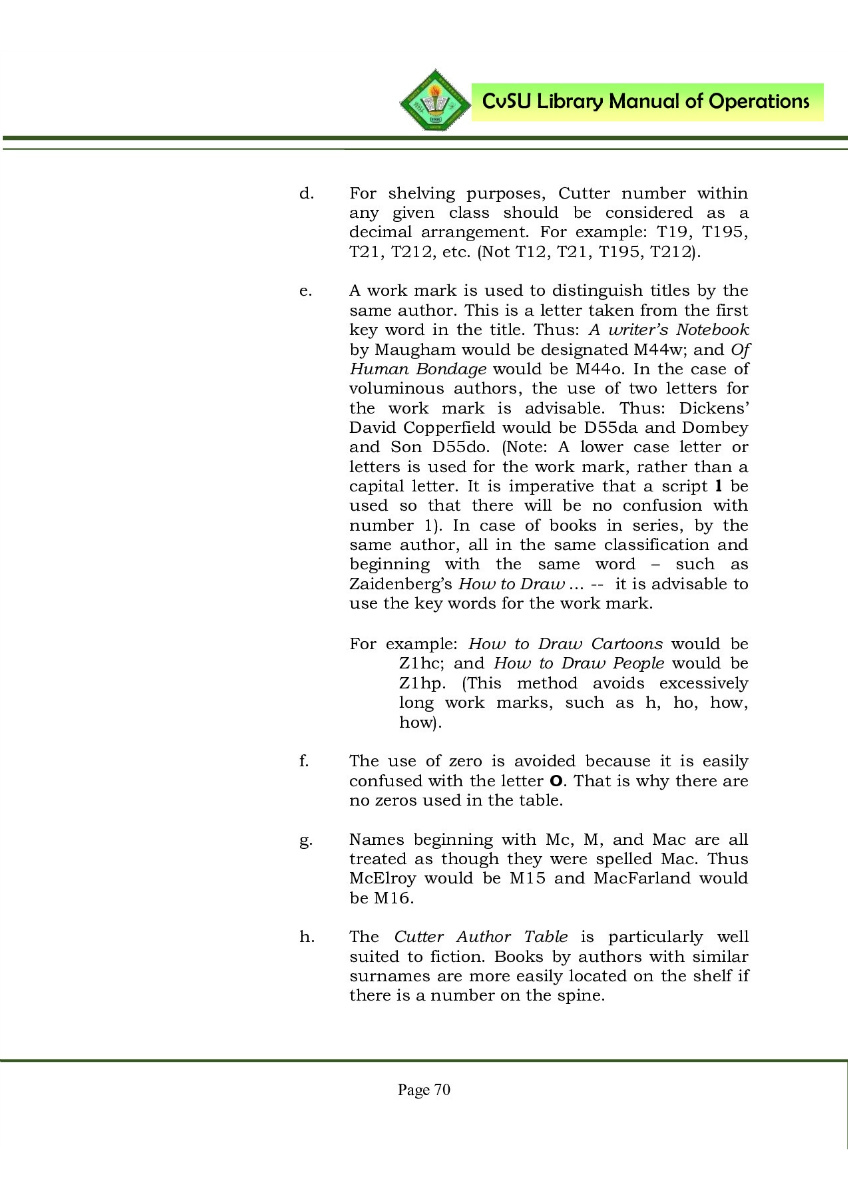 CvSU Library Manual of Operations
d. For shelving purposes, Cutter number within
any given class should be considered as a
decimal arrangement. For example: T19, T195,
T21, T212, etc. (Not T12, T21, T195, T212).
e. A work mark is used to distinguish titles by the
same author. This is a letter taken from the first
key word in the title. Thus: A writer's Notebook
by Maugham would be designated M44w; and Of
Human Bondage would be M44o. In the case of
voluminous authors, the use of two letters for
the work mark is advisable. Thus: Dickens'
David Copperfield would be D55da and Dombey
and Son D55do. (Note: A lower case letter or
letters is used for the work mark, rather than a
capital letter. It is imperative that a script l be
used so that there will be no confusion with
number 1). In case of books in series, by the
same author, all in the same classification and
beginning with the same word – such as
Zaidenberg's How to Draw ... -- it is advisable to
use the key words for the work mark.
For example: How to Draw Cartoons would be
Z1hc; and How to Draw People would be
Z1hp. (This method avoids excessively
long work marks, such as h, ho, how,
how).
f. The use of zero is avoided because it is easily
confused with the letter O. That is why there are
no zeros used in the table.
g. Names beginning with Mc, M, and Mac are all
treated as though they were spelled Mac. Thus
McElroy would be M15 and MacFarland would
be M16.
h. The Cutter Author Table is particularly well
suited to fiction. Books by authors with similar
surnames are more easily located on the shelf if
there is a number on the spine.
Page 70